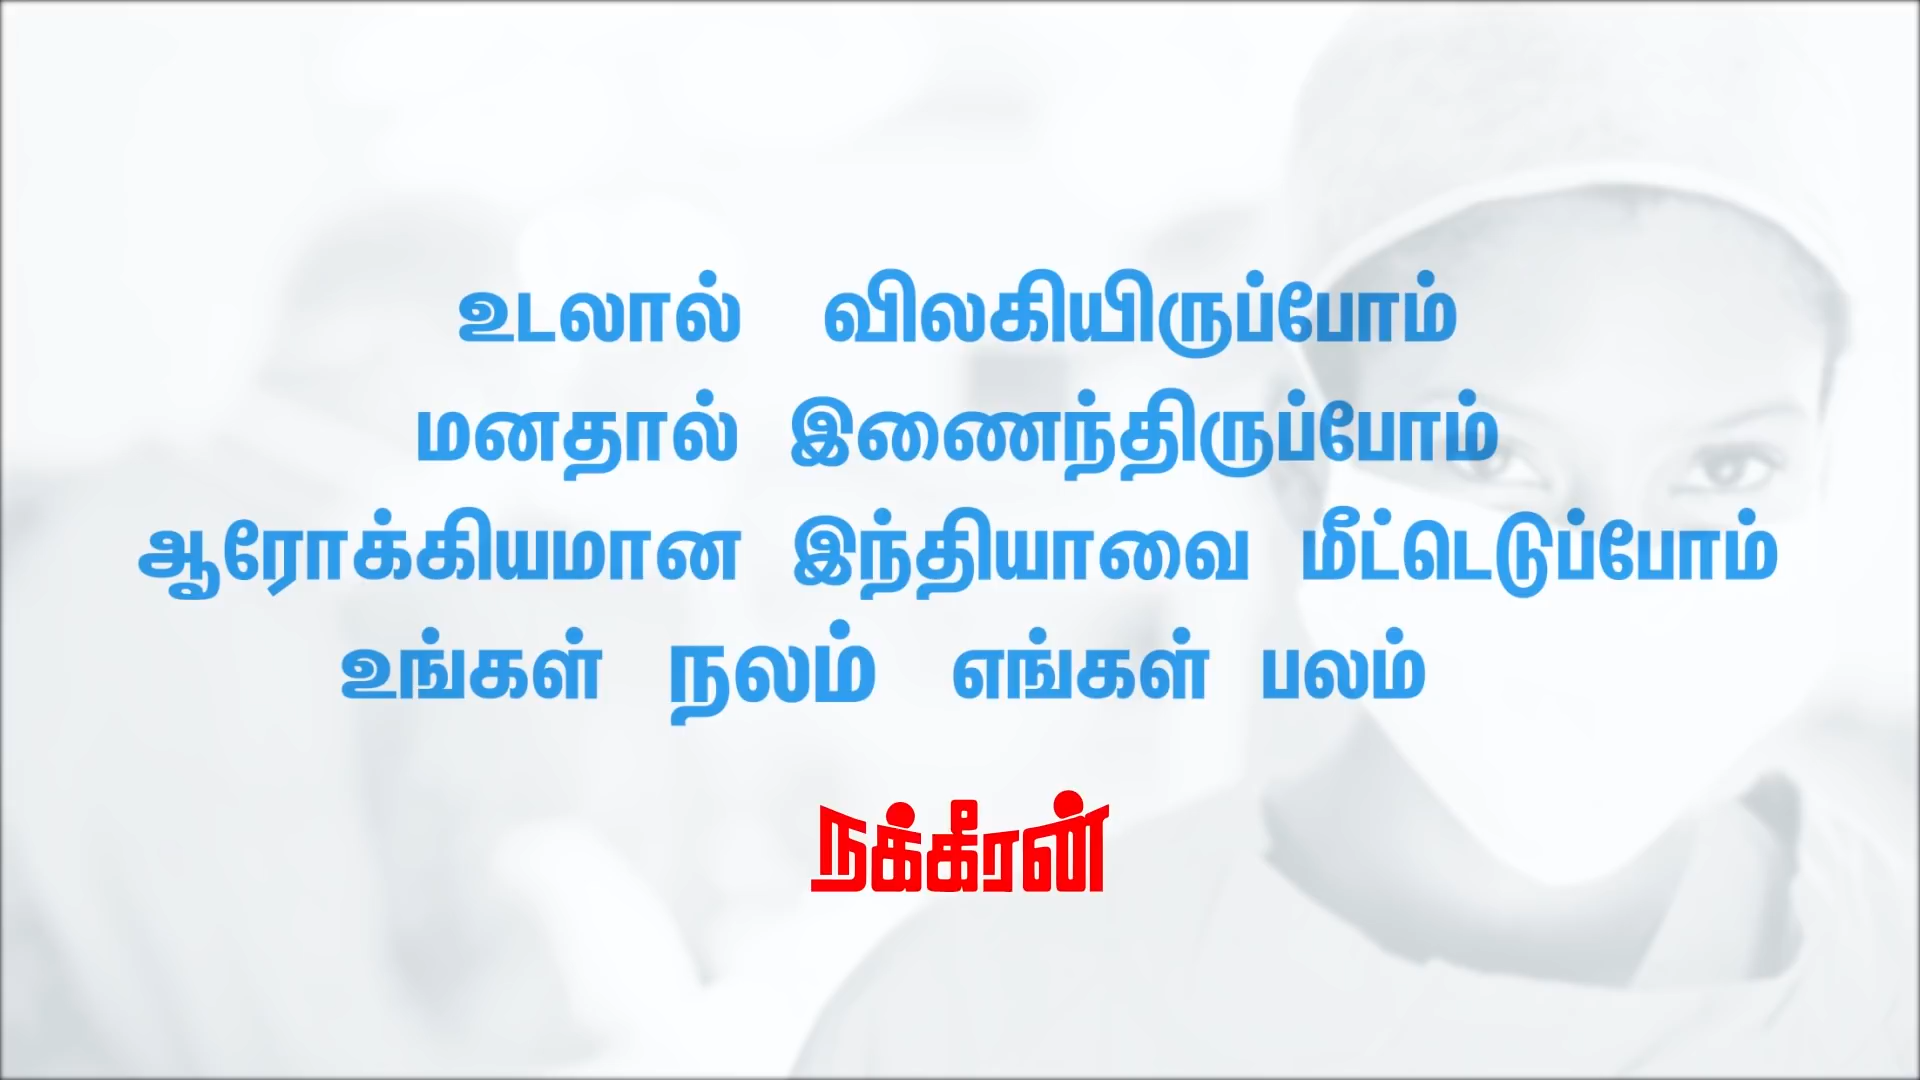 உடலால் விலகியிருப்போம்
மனதால் இணைந்திருப்போம்
ஆரோக்கியமான இந்தியாவை மீட்டெடுப்போம்
உங்கள் நலம் எங்கள் பலம்
நக்கீரன்